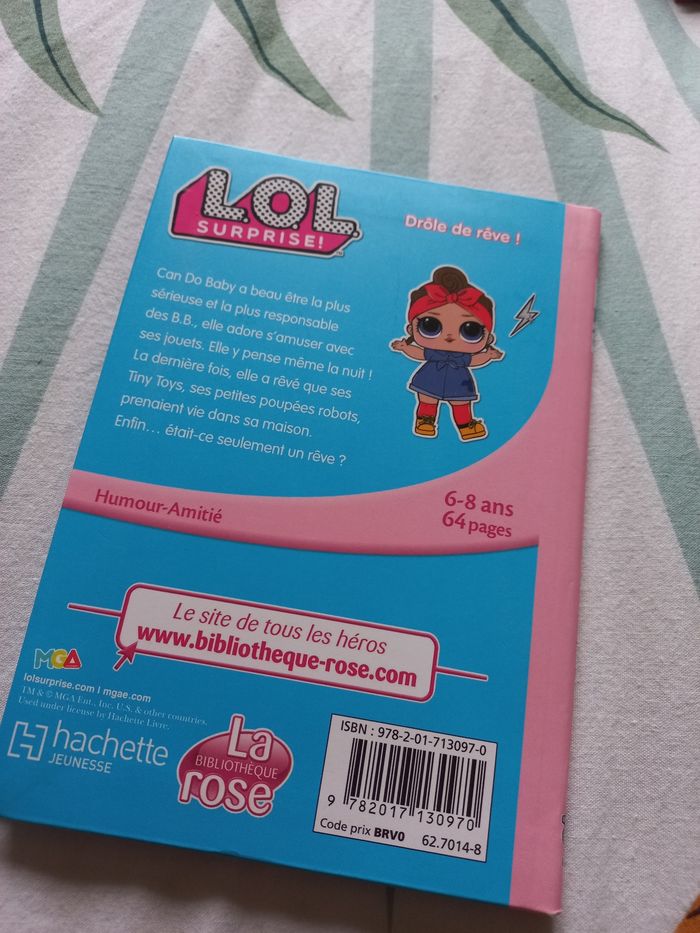 L.O.L.
SURPRISE!
Drôle de rêve !
Can Do Baby a beau être la plus
sérieuse et la plus responsable
des B.B., elle adore s'amuser avec
ses jouets. Elle y pense même la nuit !
La dernière fois, elle a rêvé que ses
Tiny Toys, ses petites poupées robots,
prenaient vie dans sa maison.
Enfin... était-ce seulement un rêve ?
Humour-Amitié
6-8 ans
64 pages
Le site de tous les héros
www.bibliotheque-rose.com
MGA
lolsurprise.com I mgae.com
TM & © MGA Ent., Inc. U.S. & other countries.
Used under license by Hachette Livre.
hachette
JEUNESSE
La
BIBLIOTHÈQUE
rose
ISBN : 978-2-01-713097-0
9 782017 130970
Code prix BRV0 62.7014-8